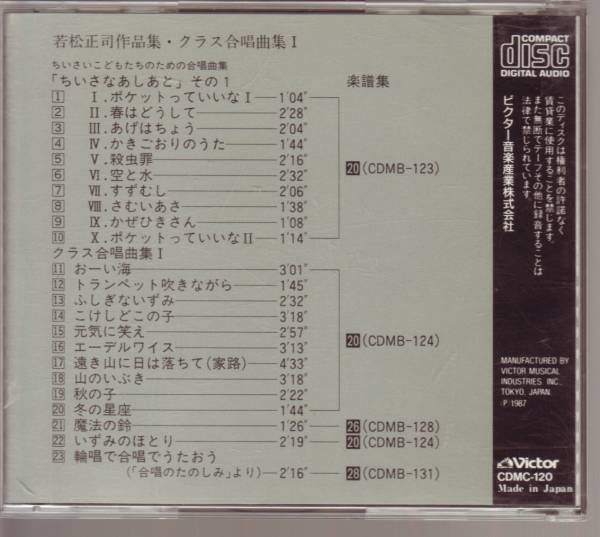 若松正司作品集・クラス合唱曲集Ⅰ
ちいさいこどもたちのための合唱曲集
「ちいさなあしあと」その1 楽譜集
1 Ⅰ.ポケットっていいなⅠ 1′04″
2 Ⅱ.春はどうして 2′28″
3 Ⅲ.あげはちょう 2′04″
4 Ⅳ.かきごおりのうた 1′44″
5 Ⅴ.殺虫罪 2′16″
6 Ⅵ.空と水 2′32″
7 Ⅶ.すずむし 2′06″
8 Ⅷ.さむいあさ 1′38″
9 Ⅸ.かぜひきさん 1′08″
10 Ⅹ.ポケットっていいなⅡ 1′14″
20(CDMB-123)
クラス合唱曲集Ⅰ
11 おーい海 3′01″
12 トランペット吹きながら 1′45″
13 ふしぎないずみ 2′32″
14 こけしどこの子 3′18″
15 元気に笑え 2′57″
16 エーデルワイス 3′13″
17 遠き山に日は落ちて(家路) 4′33″
18 山のいぶき 3′18″
19 秋の子 2′22″
20 冬の星座 1′44″
20(CDMB-124)
21 魔法の鈴 1′26″ 26(CDMB-128)
22 いずみのほとり 2′19″ 20(CDMB-124)
23 輪唱で合唱でうたおう
(「合唱のたのしみ」より) 2′16″ 28(CDMB-131)
COMPACT
disc
DIGITAL AUDIO
このディスクは権利者の許諾なく
賃貸業に使用することを禁じます。
また無断でテープその他に録音することは
法律で禁じられています。
ビクター音楽産業株式会社
MANUFACTURED BY
VICTOR MUSICAL
INDUSTRIES INC.,
TOKYO, JAPAN.
℗ 1987
Victor
CDMC-120
Made in Japan